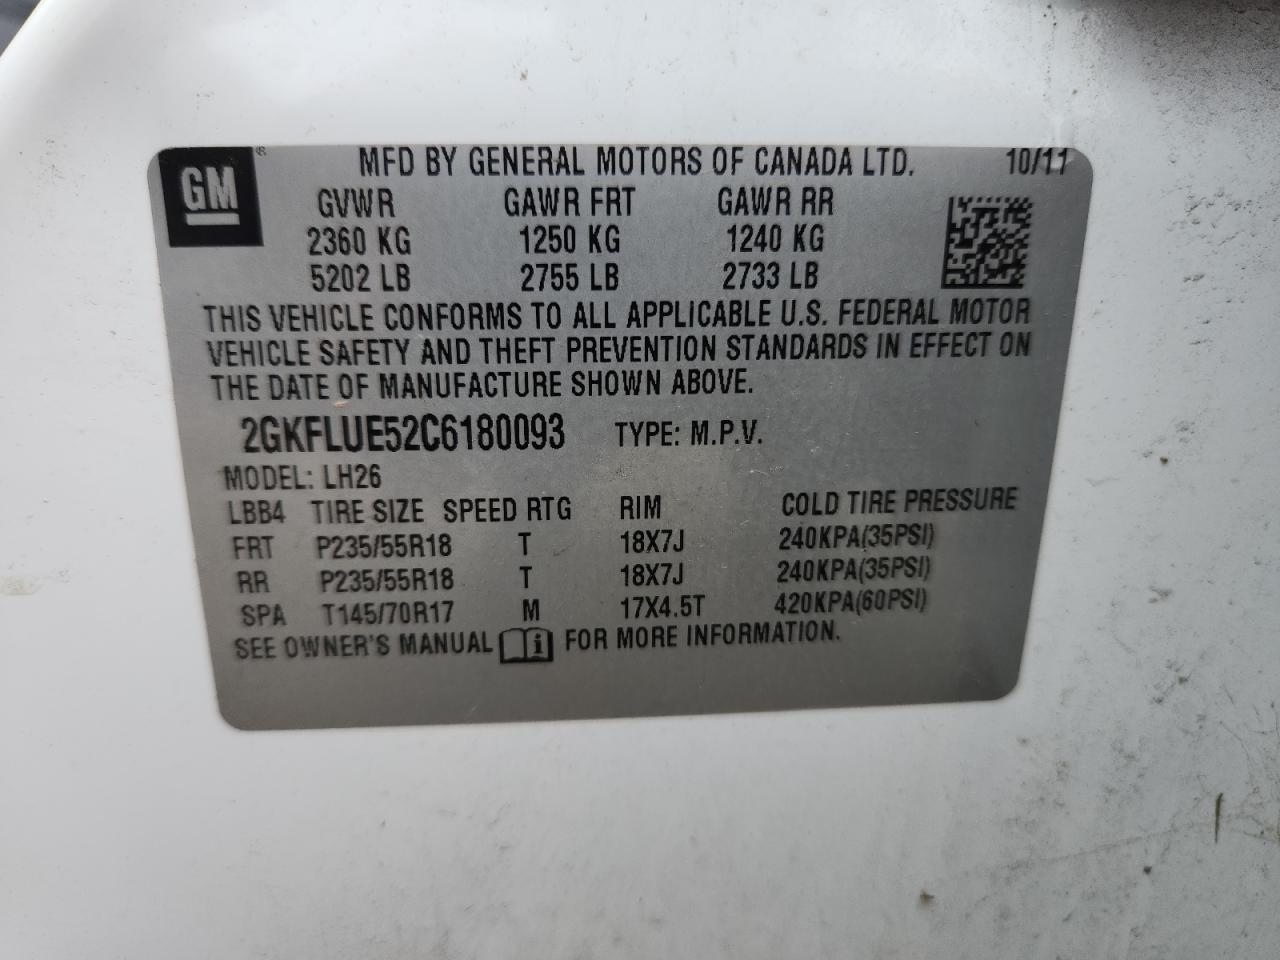 GM ® MFD BY GENERAL MOTORS OF CANADA LTD. 10/11
GVWR GAWR FRT GAWR RR
2360 KG 1250 KG 1240 KG
5202 LB 2755 LB 2733 LB
THIS VEHICLE CONFORMS TO ALL APPLICABLE U.S. FEDERAL MOTOR
VEHICLE SAFETY AND THEFT PREVENTION STANDARDS IN EFFECT ON
THE DATE OF MANUFACTURE SHOWN ABOVE.
2GKFLUE52C6180093 TYPE: M.P.V.
MODEL: LH26
LBB4 TIRE SIZE SPEED RTG RIM COLD TIRE PRESSURE
FRT P235/55R18 T 18X7J 240KPA(35PSI)
RR P235/55R18 T 18X7J 240KPA(35PSI)
SPA T145/70R17 M 17X4.5T 420KPA(60PSI)
SEE OWNER'S MANUAL i FOR MORE INFORMATION.